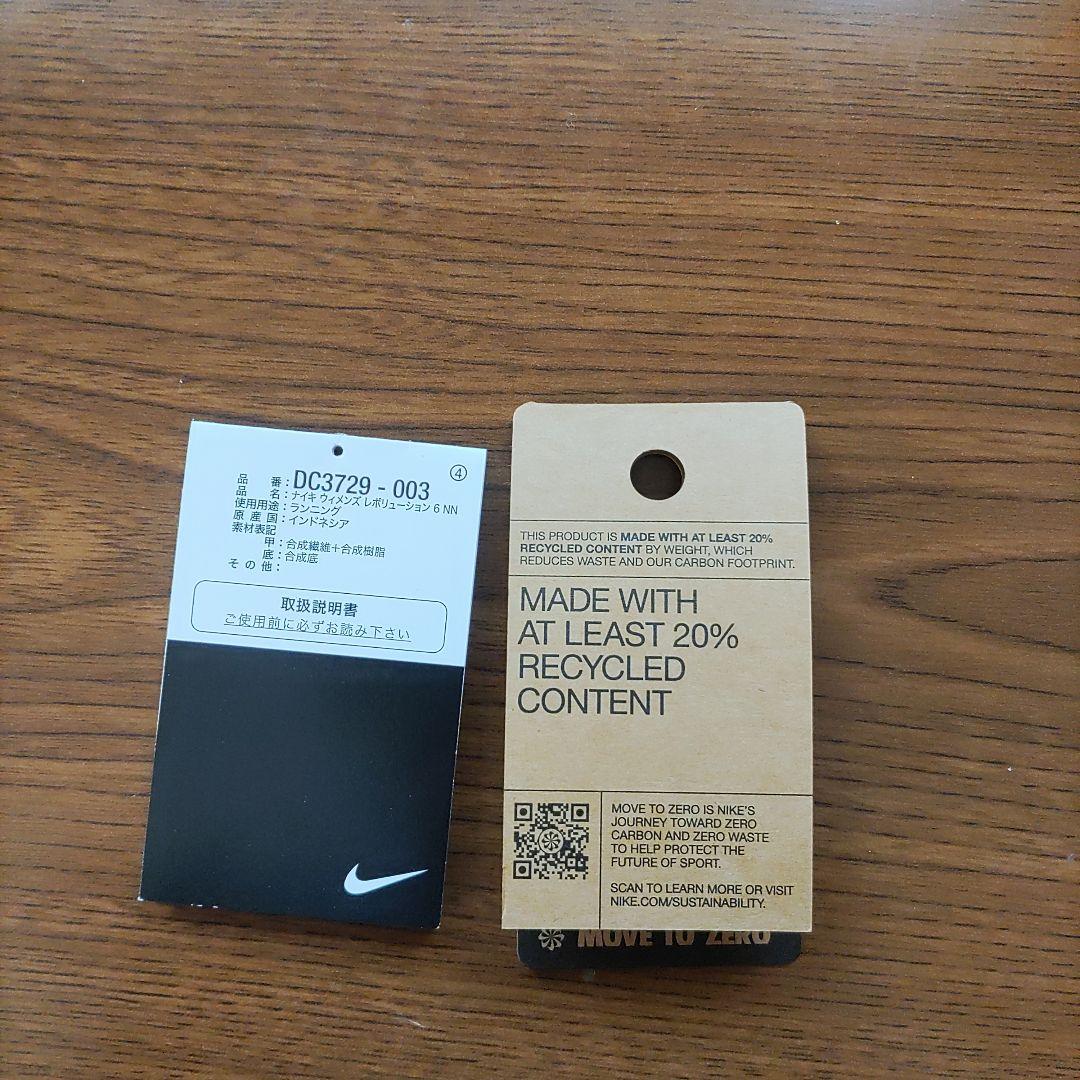 ④
品 番：DC3729 - 003
品 名：ナイキ ウィメンズ レボリューション 6 NN
使用用途：ランニング
原 産 国：インドネシア
素材表記
甲：合成繊維＋合成樹脂
底：合成底
そ の 他：
取扱説明書
ご使用前に必ずお読み下さい
THIS PRODUCT IS MADE WITH AT LEAST 20%
RECYCLED CONTENT BY WEIGHT, WHICH
REDUCES WASTE AND OUR CARBON FOOTPRINT.
MADE WITH
AT LEAST 20%
RECYCLED
CONTENT
MOVE TO ZERO IS NIKE'S
JOURNEY TOWARD ZERO
CARBON AND ZERO WASTE
TO HELP PROTECT THE
FUTURE OF SPORT.
SCAN TO LEARN MORE OR VISIT
NIKE.COM/SUSTAINABILITY.
MOVE TO ZERO